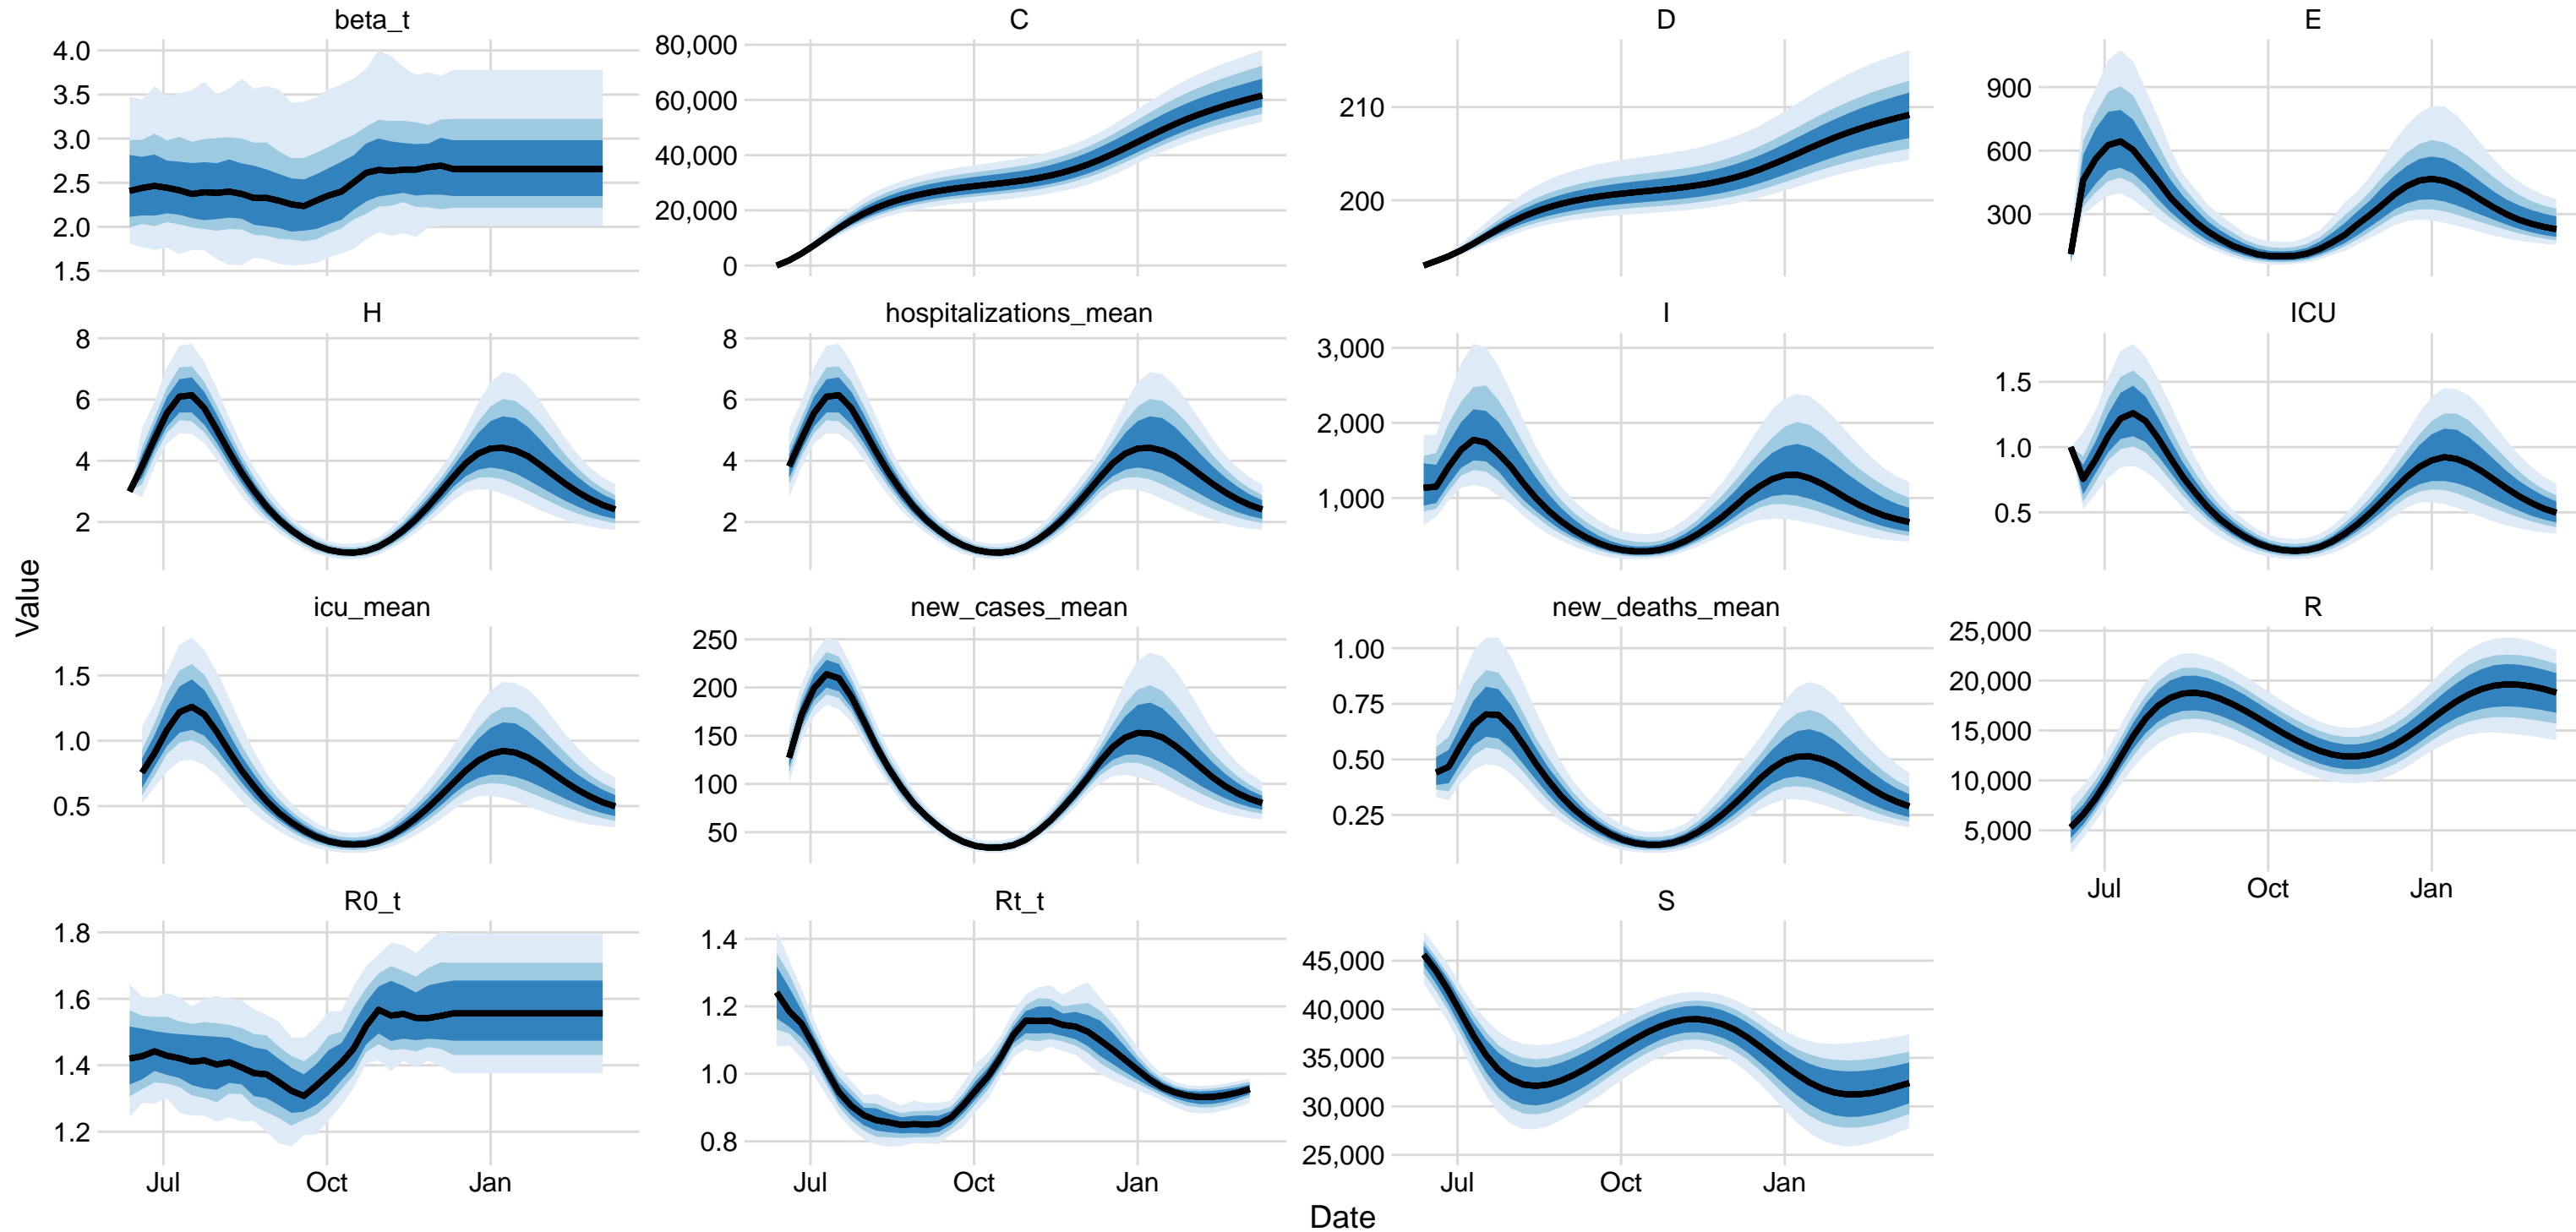 beta_t
C
D
E
4.0
3.5
3.0
2.5
2.0
1.5
80,000
60,000
40,000
20,000
0
210
200
900
600
300
H
hospitalizations_mean
I
ICU
8
6
4
2
8
6
4
2
3,000
2,000
1,000
1.5
1.0
0.5
Value
icu_mean
new_cases_mean
new_deaths_mean
R
1.5
1.0
0.5
250
200
150
100
50
1.00
0.75
0.50
0.25
25,000
20,000
15,000
10,000
5,000
Jul Oct Jan
R0_t
Rt_t
S
1.8
1.6
1.4
1.2
1.4
1.2
1.0
0.8
45,000
40,000
35,000
30,000
25,000
Jul Oct Jan
Jul Oct Jan
Jul Oct Jan
Date